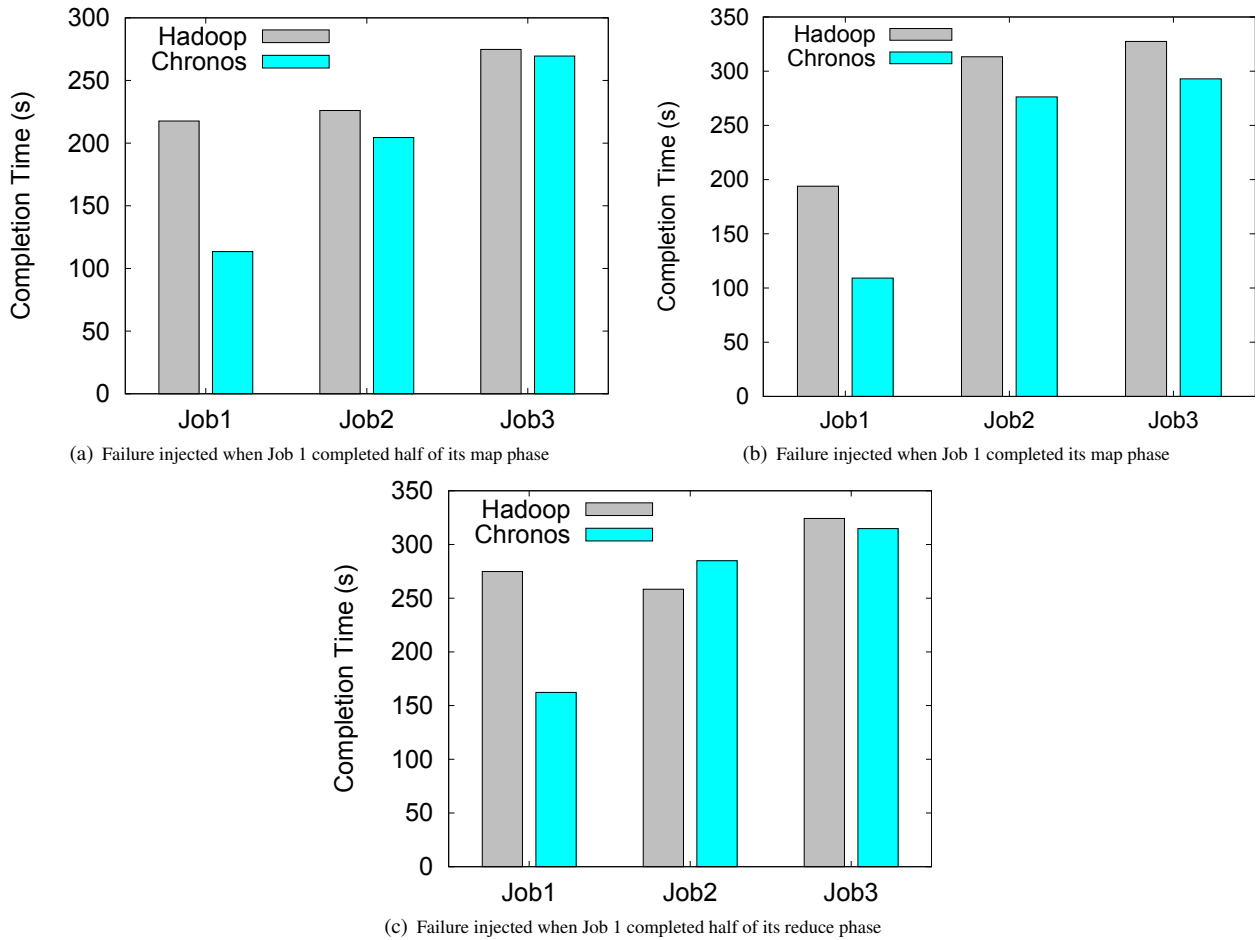 300
250
200
150
100
50
0
Completion Time (s)
Hadoop
Chronos
Job1 Job2 Job3
(a) Failure injected when Job 1 completed half of its map phase
350
300
250
200
150
100
50
0
Completion Time (s)
Hadoop
Chronos
Job1 Job2 Job3
(b) Failure injected when Job 1 completed its map phase
350
300
250
200
150
100
50
0
Completion Time (s)
Hadoop
Chronos
Job1 Job2 Job3
(c) Failure injected when Job 1 completed half of its reduce phase